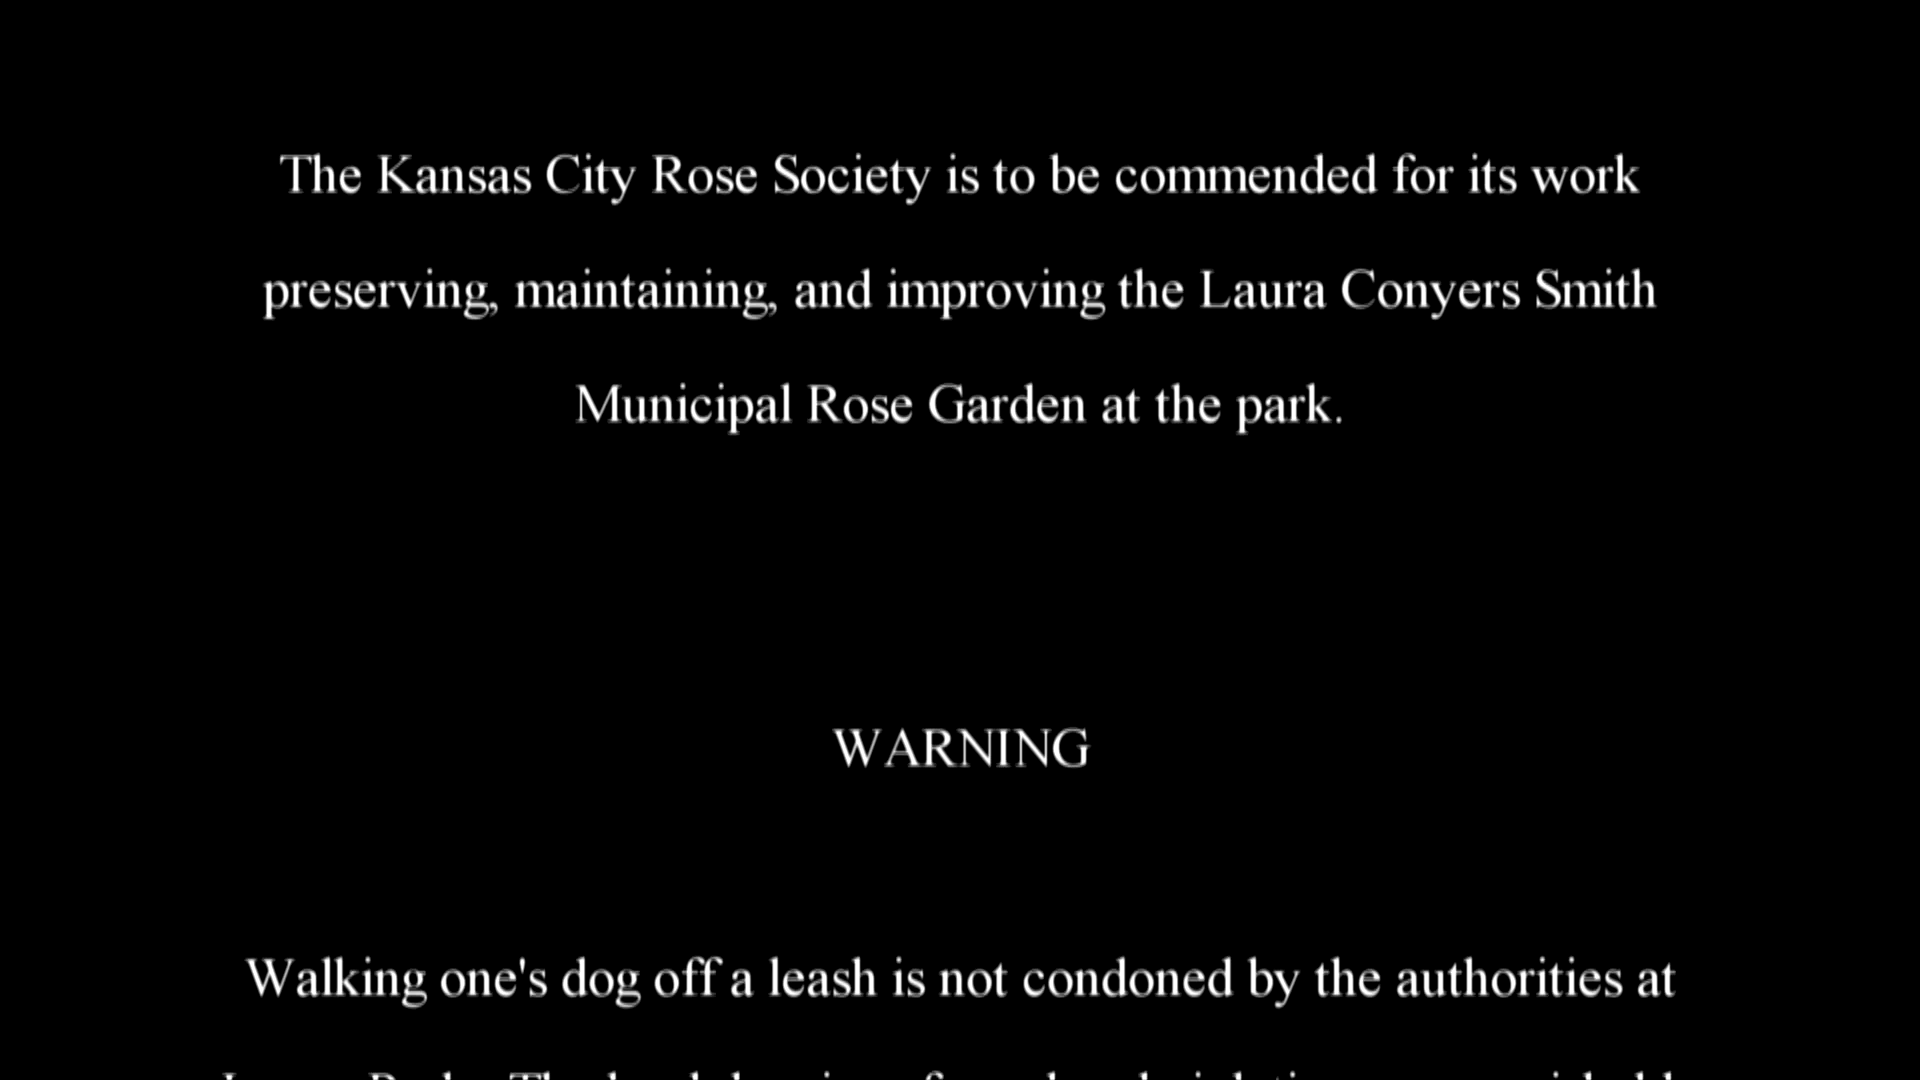 The Kansas City Rose Society is to be commended for its work
preserving, maintaining, and improving the Laura Conyers Smith
Municipal Rose Garden at the park.
WARNING
Walking one's dog off a leash is not condoned by the authorities at